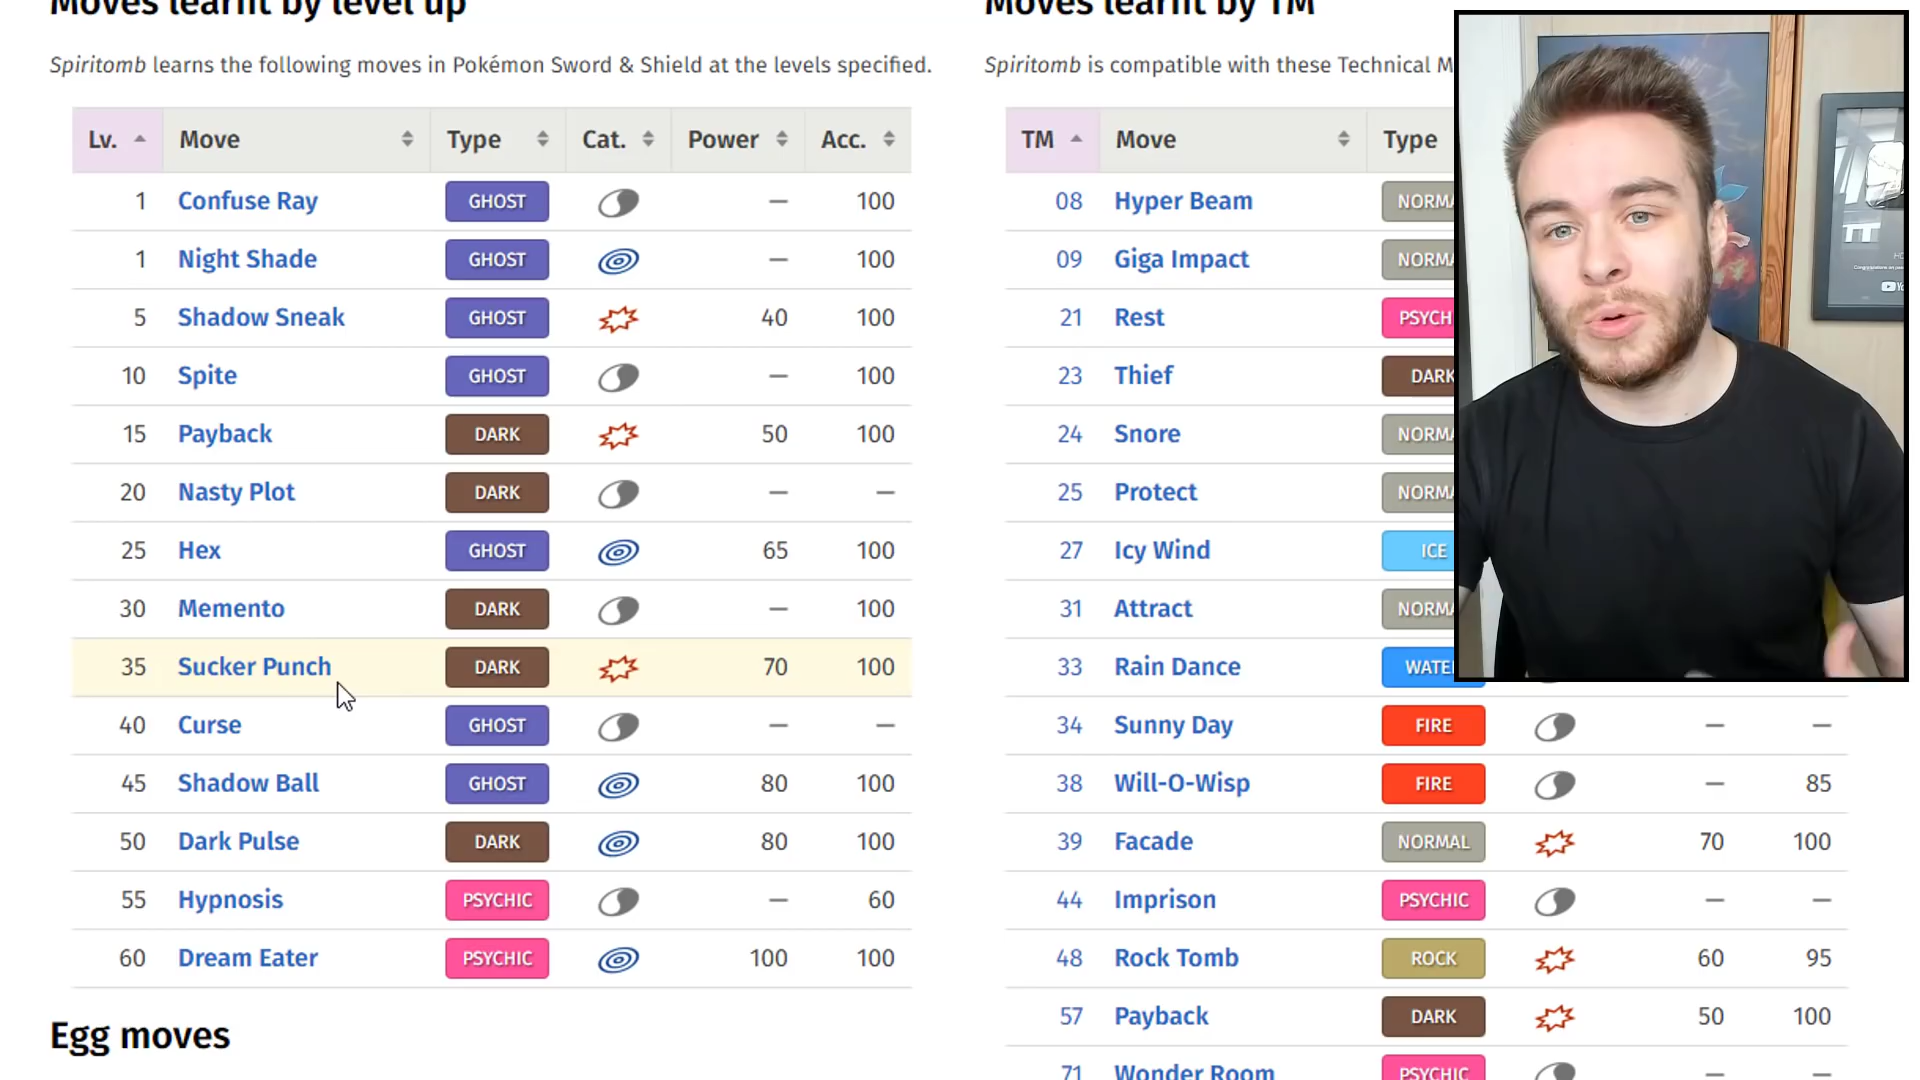 Moves learnt by level up
Spiritomb learns the following moves in Pokémon Sword & Shield at the levels specified.
Lv. Move Type Cat. Power Acc.
1 Confuse Ray GHOST — 100
1 Night Shade GHOST — 100
5 Shadow Sneak GHOST 40 100
10 Spite GHOST — 100
15 Payback DARK 50 100
20 Nasty Plot DARK — —
25 Hex GHOST 65 100
30 Memento DARK — 100
35 Sucker Punch DARK 70 100
40 Curse GHOST — —
45 Shadow Ball GHOST 80 100
50 Dark Pulse DARK 80 100
55 Hypnosis PSYCHIC — 60
60 Dream Eater PSYCHIC 100 100
Egg moves
Moves learnt by TM
Spiritomb is compatible with these Technical M
TM Move Type
08 Hyper Beam NORMA
09 Giga Impact NORMA
21 Rest PSYCH
23 Thief DARK
24 Snore NORMA
25 Protect NORMA
27 Icy Wind ICE
31 Attract NORMA
33 Rain Dance WATE
34 Sunny Day FIRE — —
38 Will-O-Wisp FIRE — 85
39 Facade NORMAL 70 100
44 Imprison PSYCHIC — —
48 Rock Tomb ROCK 60 95
57 Payback DARK 50 100
71 Wonder Room PSYCHIC — —